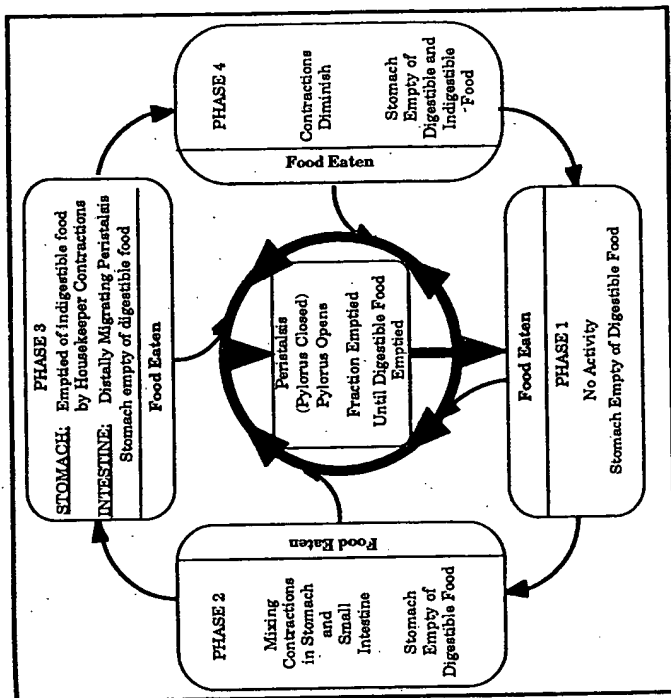 PHASE 3
STOMACH: Emptied of indigestible food
by Housekeeper Contractions
INTESTINE: Distally Migrating Peristalsis
Stomach empty of digestible food
Food Eaten
PHASE 4
Contractions
Diminish
Stomach
Empty of
Digestible and
Indigestible
Food
Food Eaten
PHASE 2
Mixing
Contractions
in Stomach
and
Small
Intestine
Stomach
Empty of
Digestible Food
Food Eaten
Peristalsis
(Pylorus Closed)
Pylorus Opens
Fraction Emptied
Until Digestible Food
Emptied
Food Eaten
PHASE 1
No Activity
Stomach Empty of Digestible Food